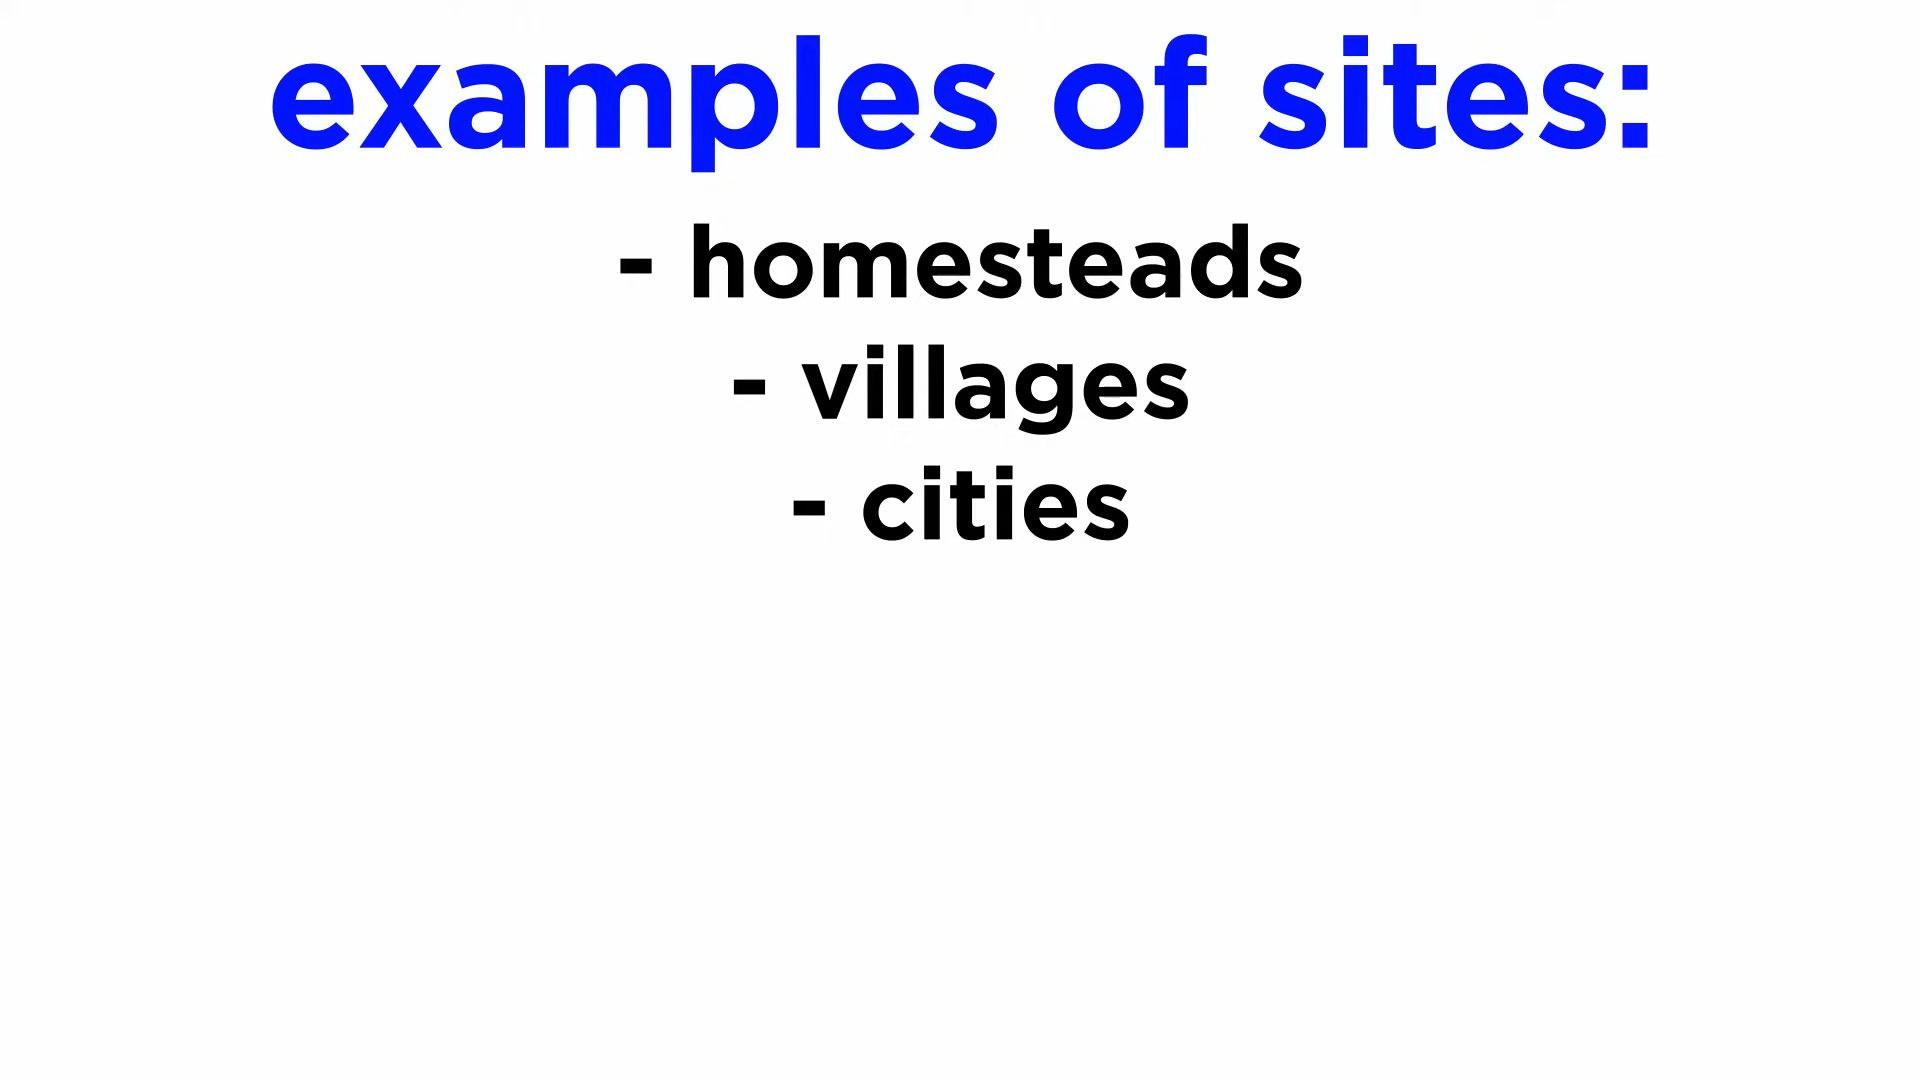 examples of sites:
- homesteads
- villages
- cities